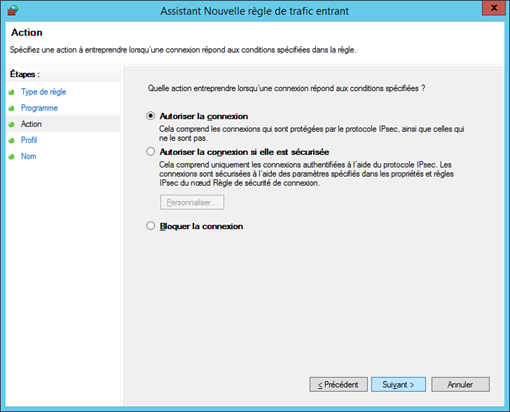 Assistant Nouvelle règle de trafic entrant
Action
Spécifiez une action à entreprendre lorsqu'une connexion répond aux conditions spécifiées dans la règle.
Étapes :
Type de règle
Programme
Action
Profil
Nom
Quelle action entreprendre lorsqu'une connexion répond aux conditions spécifiées ?
Autoriser la connexion
Cela comprend les connexions qui sont protégées par le protocole IPsec, ainsi que celles qui
ne le sont pas.
Autoriser la connexion si elle est sécurisée
Cela comprend uniquement les connexions authentifiées à l'aide du protocole IPsec. Les
connexions sont sécurisées à l'aide des paramètres spécifiés dans les propriétés et règles
IPsec du nœud Règle de sécurité de connexion.
Personnaliser...
Bloquer la connexion
< Précédent
Suivant >
Annuler